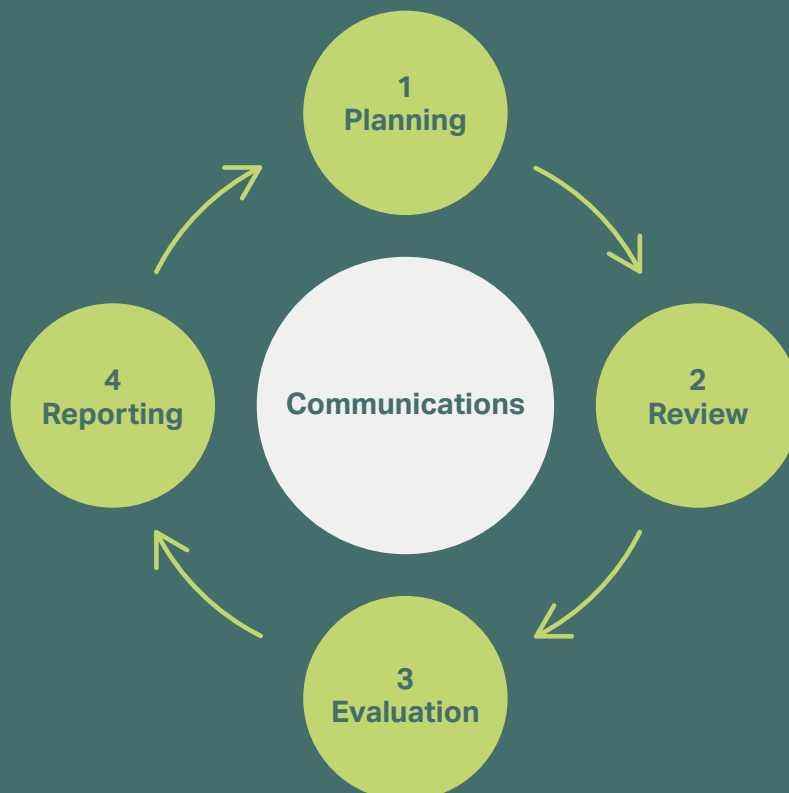 1
Planning
2
Review
3
Evaluation
4
Reporting
Communications